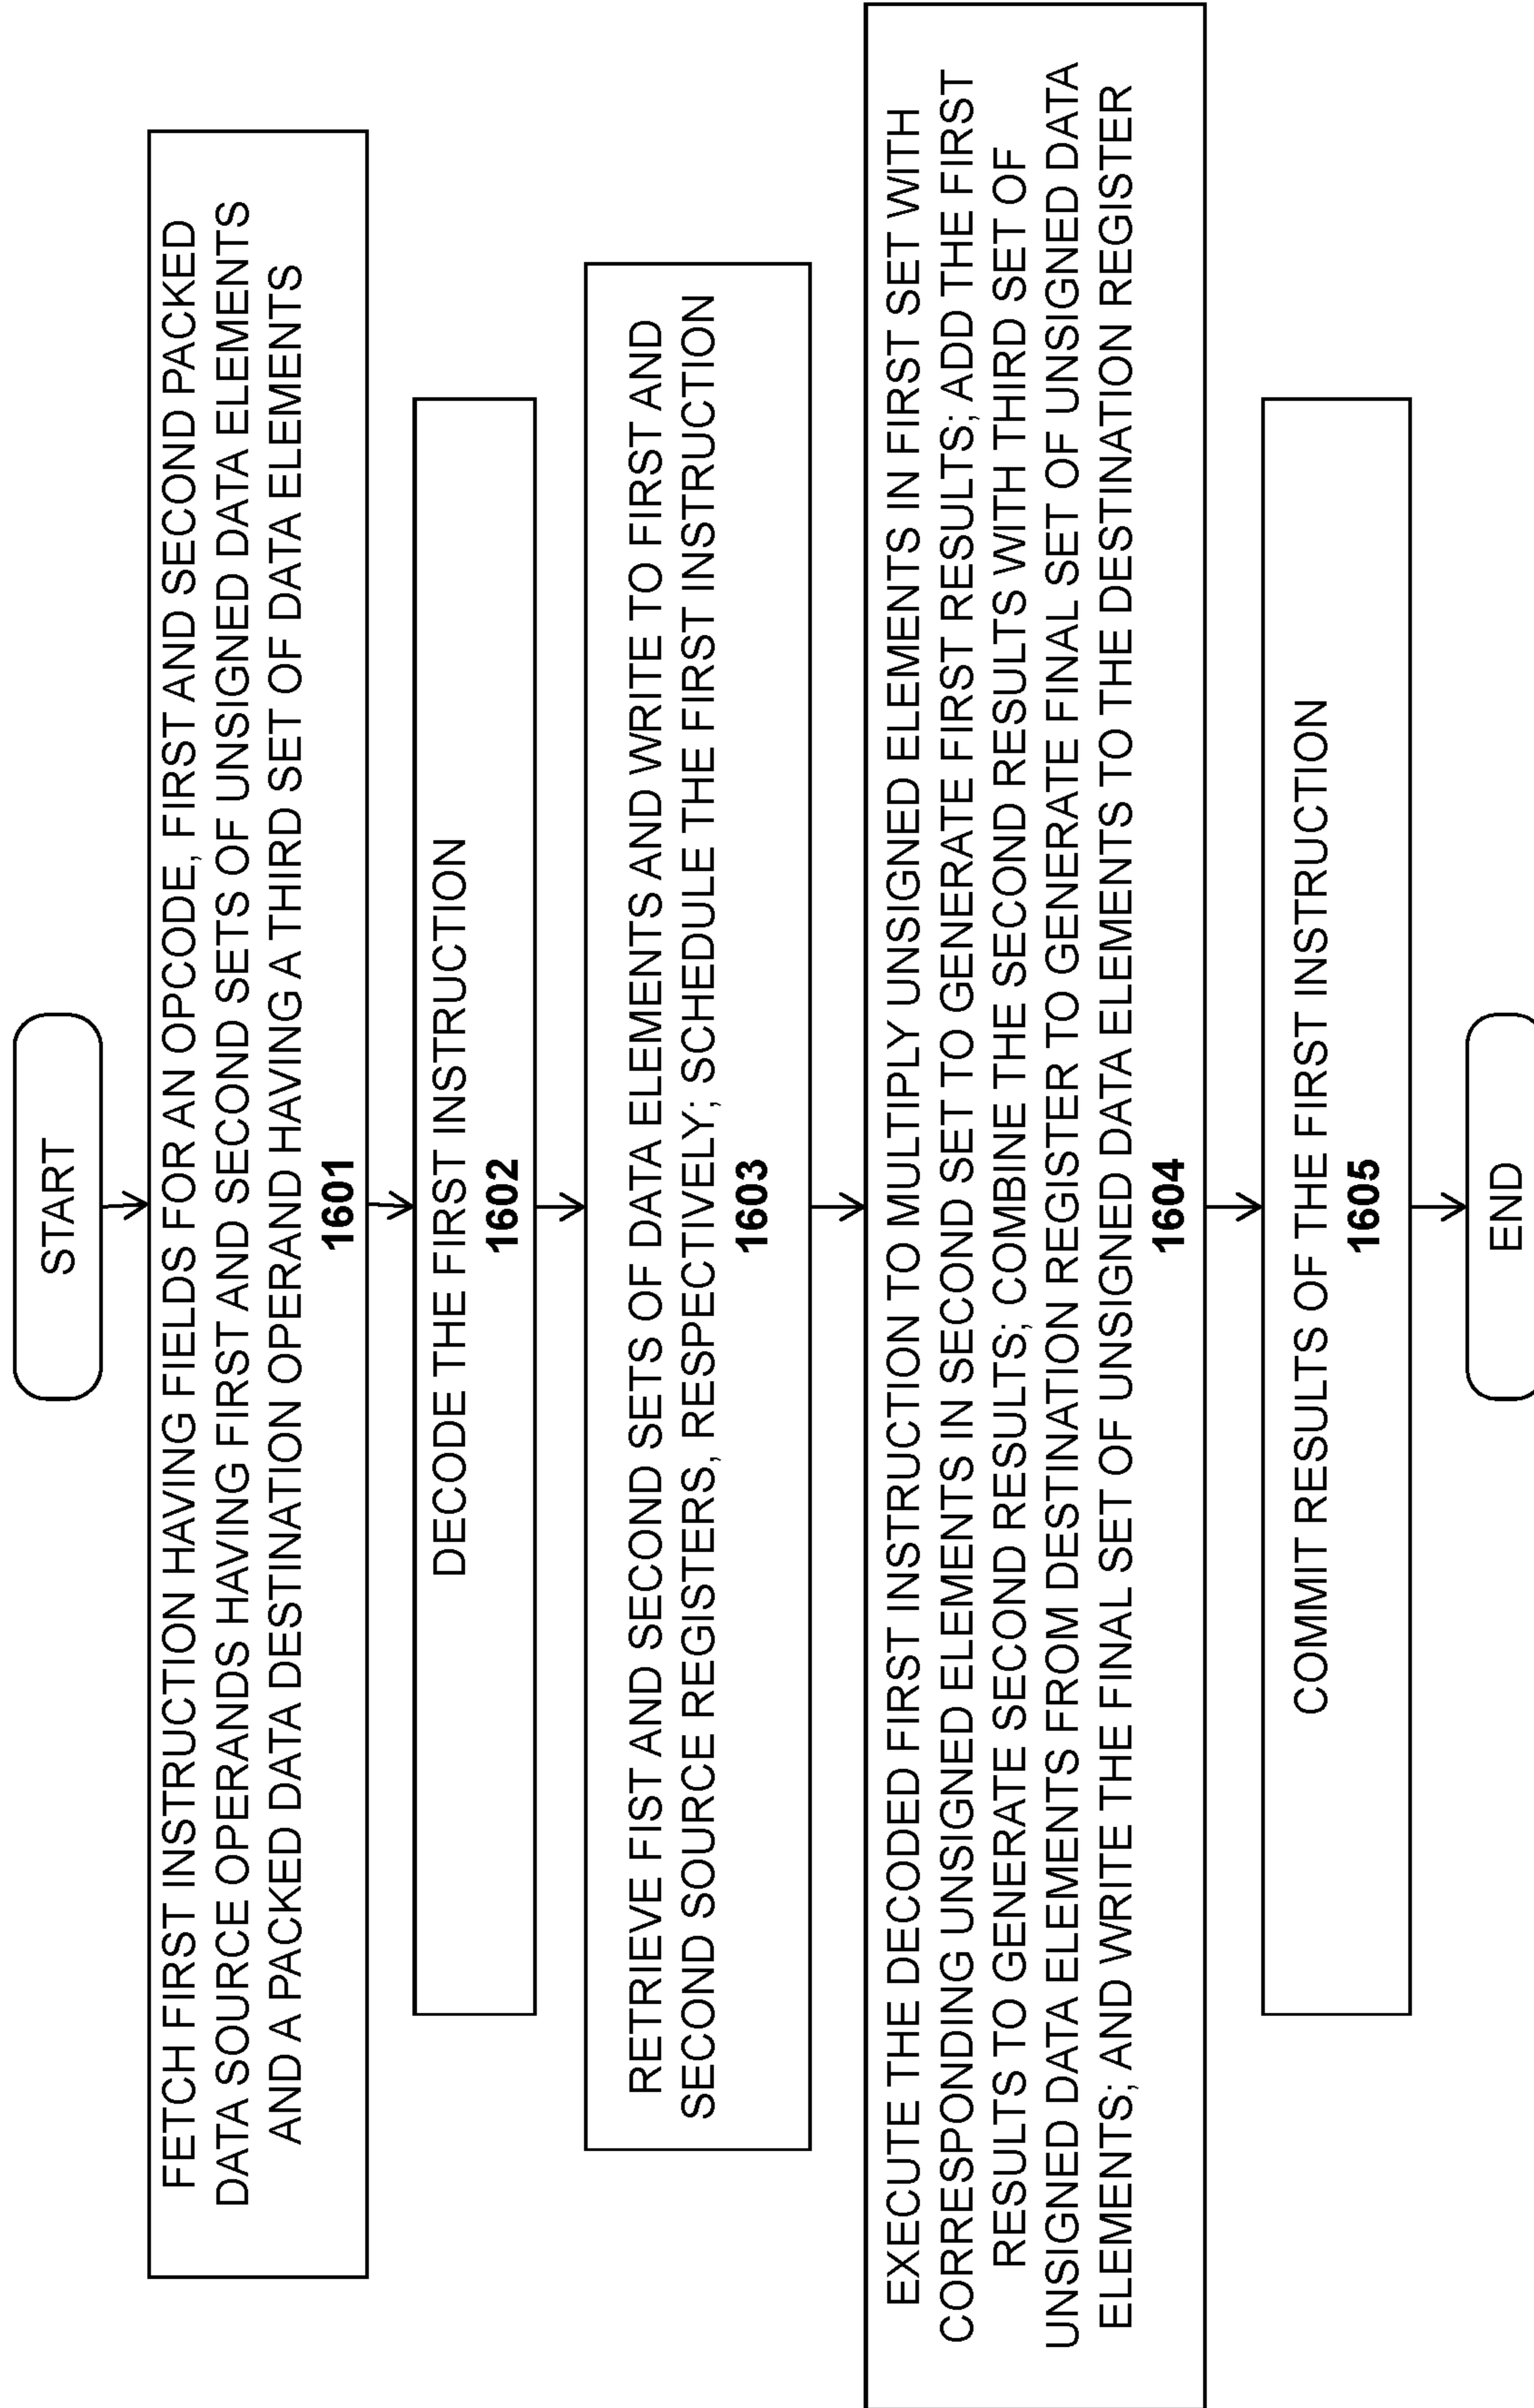 START
FETCH FIRST INSTRUCTION HAVING FIELDS FOR AN OPCODE, FIRST AND SECOND PACKED
DATA SOURCE OPERANDS HAVING FIRST AND SECOND SETS OF UNSIGNED DATA ELEMENTS
AND A PACKED DATA DESTINATION OPERAND HAVING A THIRD SET OF DATA ELEMENTS
1601
DECODE THE FIRST INSTRUCTION
1602
RETRIEVE FIST AND SECOND SETS OF DATA ELEMENTS AND WRITE TO FIRST AND
SECOND SOURCE REGISTERS, RESPECTIVELY; SCHEDULE THE FIRST INSTRUCTION
1603
EXECUTE THE DECODED FIRST INSTRUCTION TO MULTIPLY UNSIGNED ELEMENTS IN FIRST SET WITH
CORRESPONDING UNSIGNED ELEMENTS IN SECOND SET TO GENERATE FIRST RESULTS; ADD THE FIRST
RESULTS TO GENERATE SECOND RESULTS; COMBINE THE SECOND RESULTS WITH THIRD SET OF
UNSIGNED DATA ELEMENTS FROM DESTINATION REGISTER TO GENERATE FINAL SET OF UNSIGNED DATA
ELEMENTS; AND WRITE THE FINAL SET OF UNSIGNED DATA ELEMENTS TO THE DESTINATION REGISTER
1604
COMMIT RESULTS OF THE FIRST INSTRUCTION
1605
END